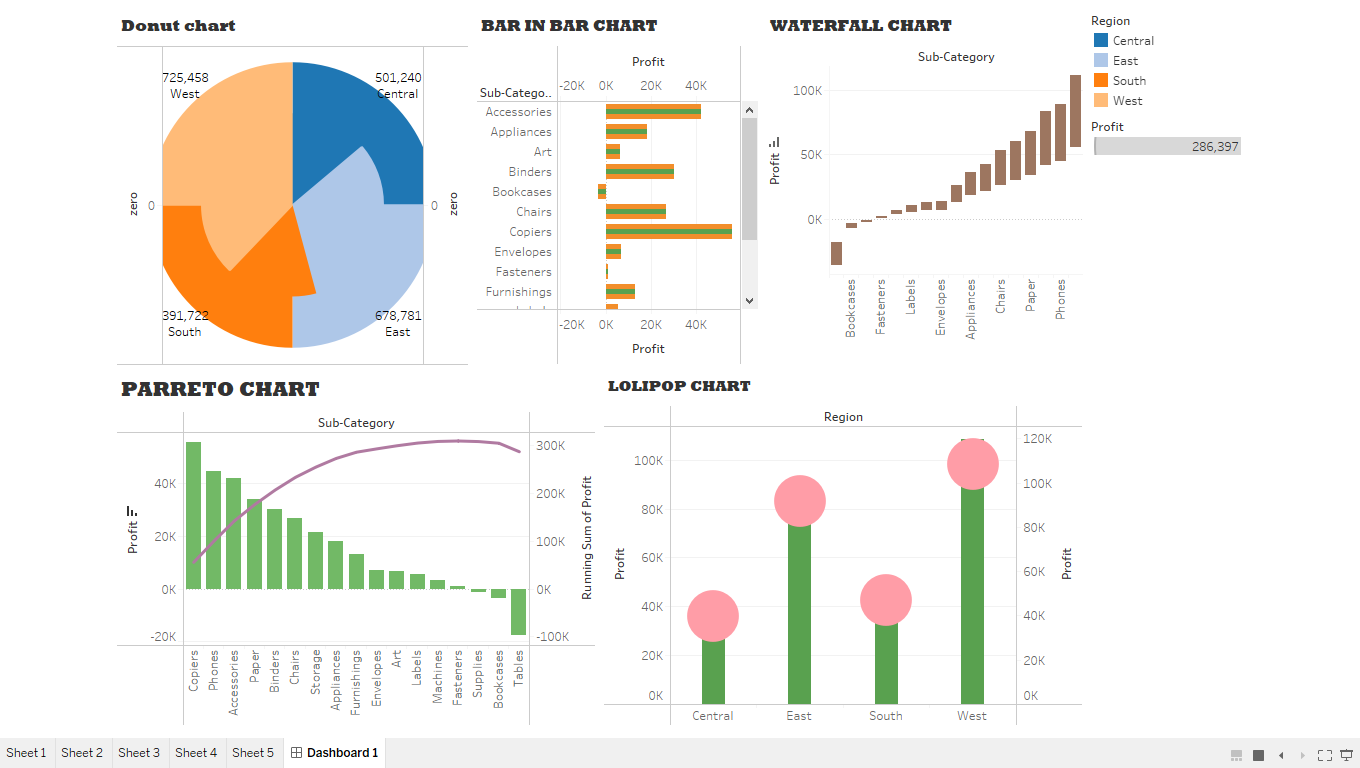 Donut chart
725,458
West
501,240
Central
zero
0
0
zero
391,722
South
678,781
East
BAR IN BAR CHART
Profit
-20K 0K 20K 40K
Sub-Catego..
Accessories
Appliances
Art
Binders
Bookcases
Chairs
Copiers
Envelopes
Fasteners
Furnishings
-20K 0K 20K 40K
Profit
WATERFALL CHART
Sub-Category
100K
50K
0K
Profit
Bookcases
Fasteners
Labels
Envelopes
Appliances
Chairs
Paper
Phones
Region
Central
East
South
West
Profit
286,397
PARRETO CHART
Sub-Category
40K
20K
0K
-20K
Profit
300K
200K
100K
0K
-100K
Running Sum of Profit
Copiers
Phones
Accessories
Paper
Binders
Chairs
Storage
Appliances
Furnishings
Envelopes
Art
Labels
Machines
Fasteners
Supplies
Bookcases
Tables
LOLIPOP CHART
Region
100K
80K
60K
40K
20K
0K
Profit
120K
100K
80K
60K
40K
20K
0K
Profit
Central East South West
Sheet 1 Sheet 2 Sheet 3 Sheet 4 Sheet 5 Dashboard 1